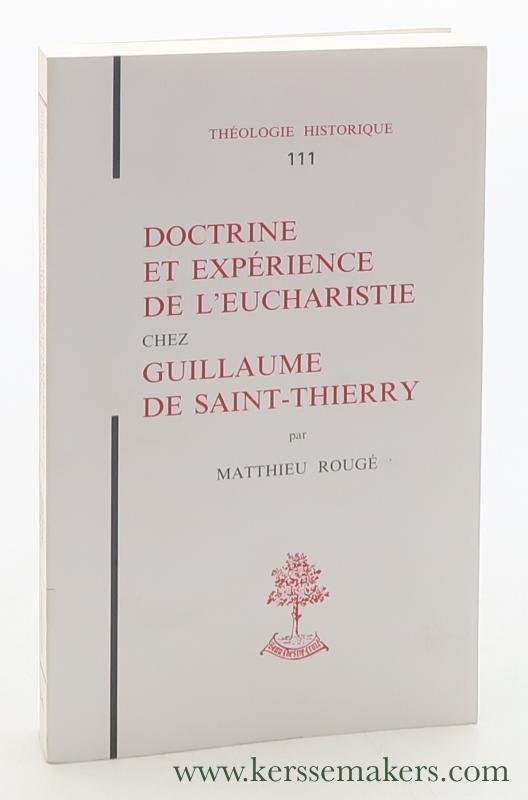 THÉOLOGIE HISTORIQUE
111
DOCTRINE
ET EXPÉRIENCE
DE L'EUCHARISTIE
CHEZ
GUILLAUME
DE SAINT-THIERRY
par
MATTHIEU ROUGÉ
www.kerssemakers.com